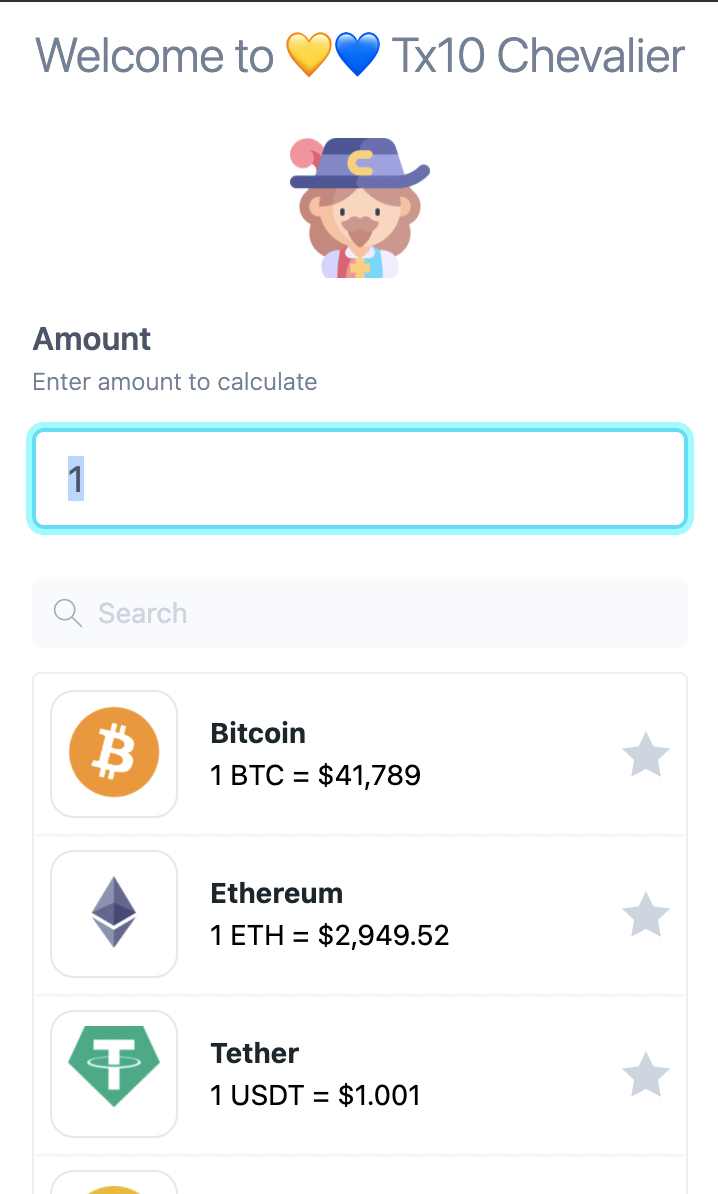 Welcome to 💛💙 Tx10 Chevalier
C
Amount
Enter amount to calculate
1
Search
Bitcoin
1 BTC = $41,789
Ethereum
1 ETH = $2,949.52
Tether
1 USDT = $1.001